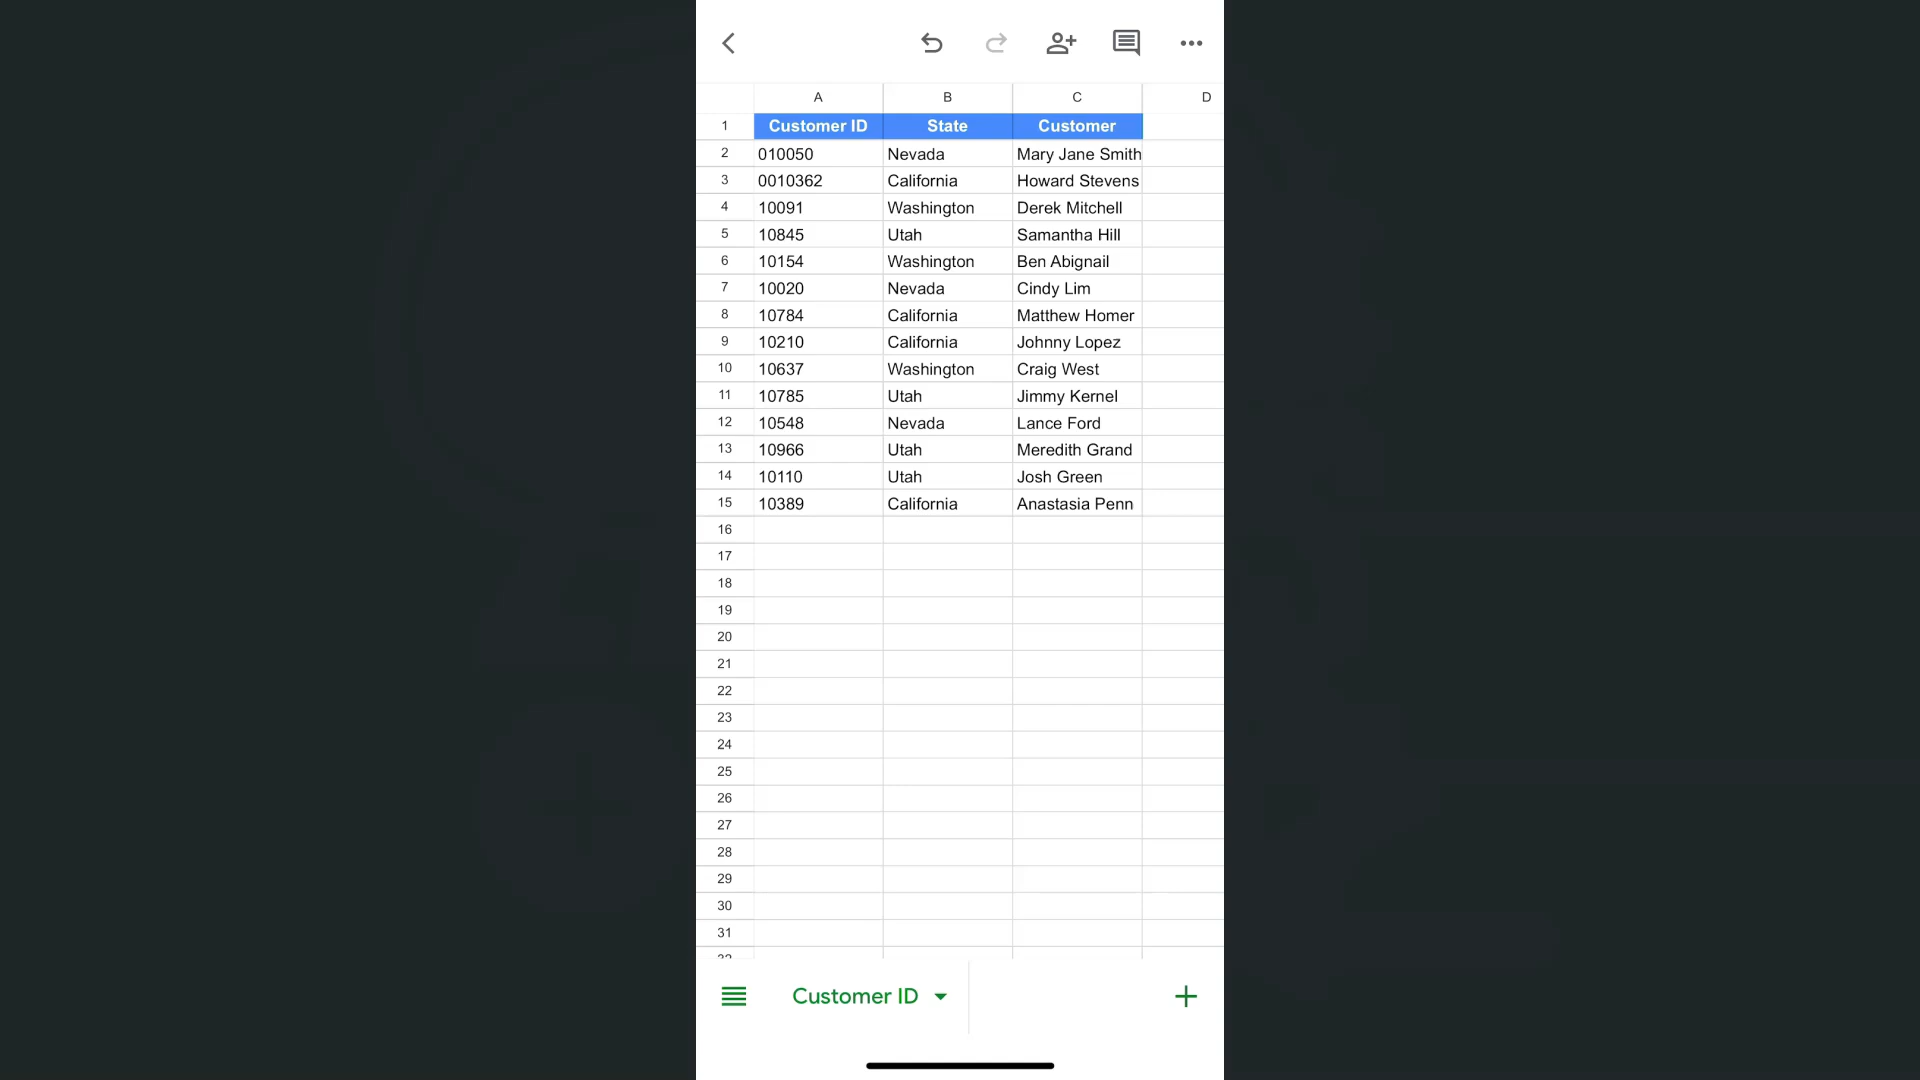 A B C D
1 Customer ID State Customer
2 010050 Nevada Mary Jane Smith
3 0010362 California Howard Stevens
4 10091 Washington Derek Mitchell
5 10845 Utah Samantha Hill
6 10154 Washington Ben Abignail
7 10020 Nevada Cindy Lim
8 10784 California Matthew Homer
9 10210 California Johnny Lopez
10 10637 Washington Craig West
11 10785 Utah Jimmy Kernel
12 10548 Nevada Lance Ford
13 10966 Utah Meredith Grand
14 10110 Utah Josh Green
15 10389 California Anastasia Penn
16
17
18
19
20
21
22
23
24
25
26
27
28
29
30
31
32
Customer ID